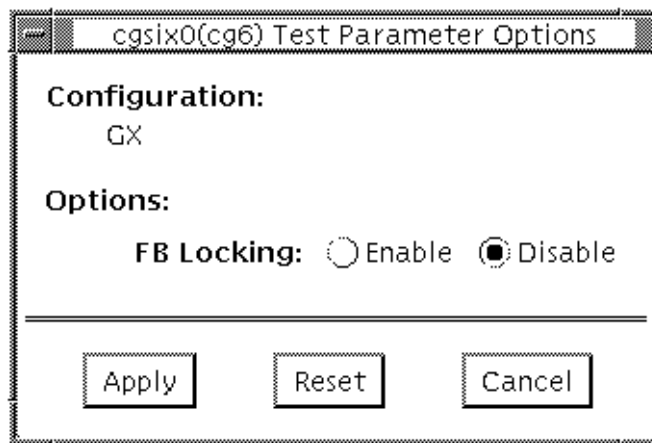 cgsix0(cg6) Test Parameter Options
Configuration:
GX
Options:
FB Locking: Enable Disable
Apply Reset Cancel